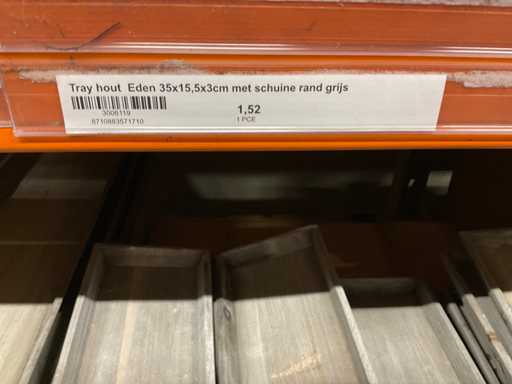 Tray hout Eden 35x15,5x3cm met schuine rand grijs
3006119
8710883571710
1,52
1 PCE